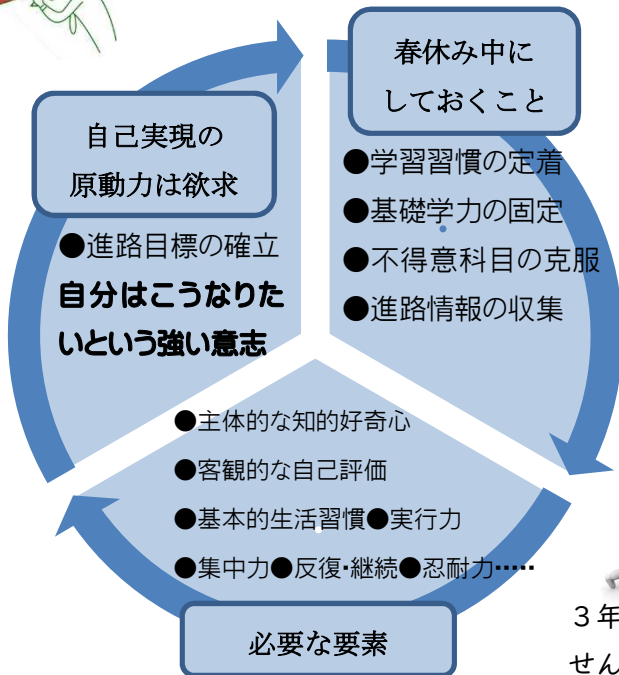 春休み中に
しておくこと
●学習習慣の定着
●基礎学力の固定
●不得意科目の克服
●進路情報の収集
自己実現の
原動力は欲求
●進路目標の確立
自分はこうなりた
いという強い意志
●主体的な知的好奇心
●客観的な自己評価
●基本的生活習慣●実行力
●集中力●反復・継続●忍耐力・・・・・
必要な要素
３年
せん